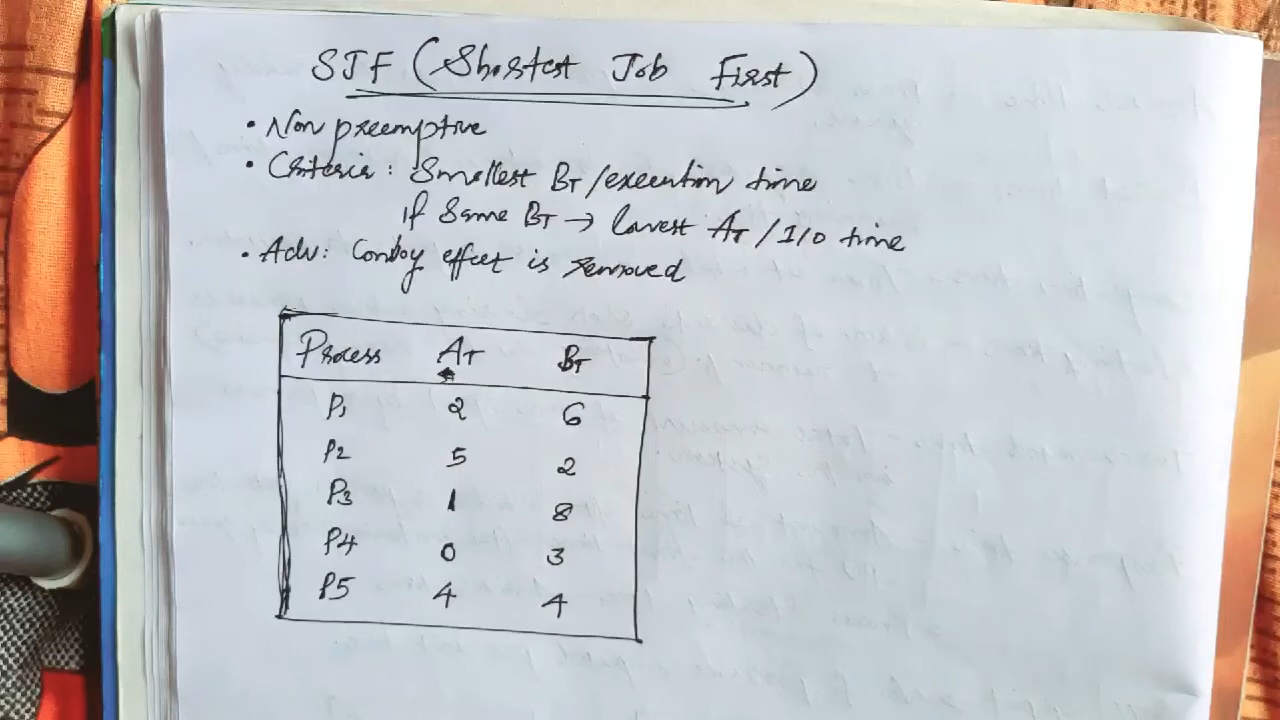 SJF (Shortest Job First)
• Non preemptive
• Criteria: Smallest BT/execution time
if Same BT → lowest AT/I/O time
• Adv: Convoy effect is removed
Process AT BT
P1 2 6
P2 5 2
P3 1 8
P4 0 3
P5 4 4